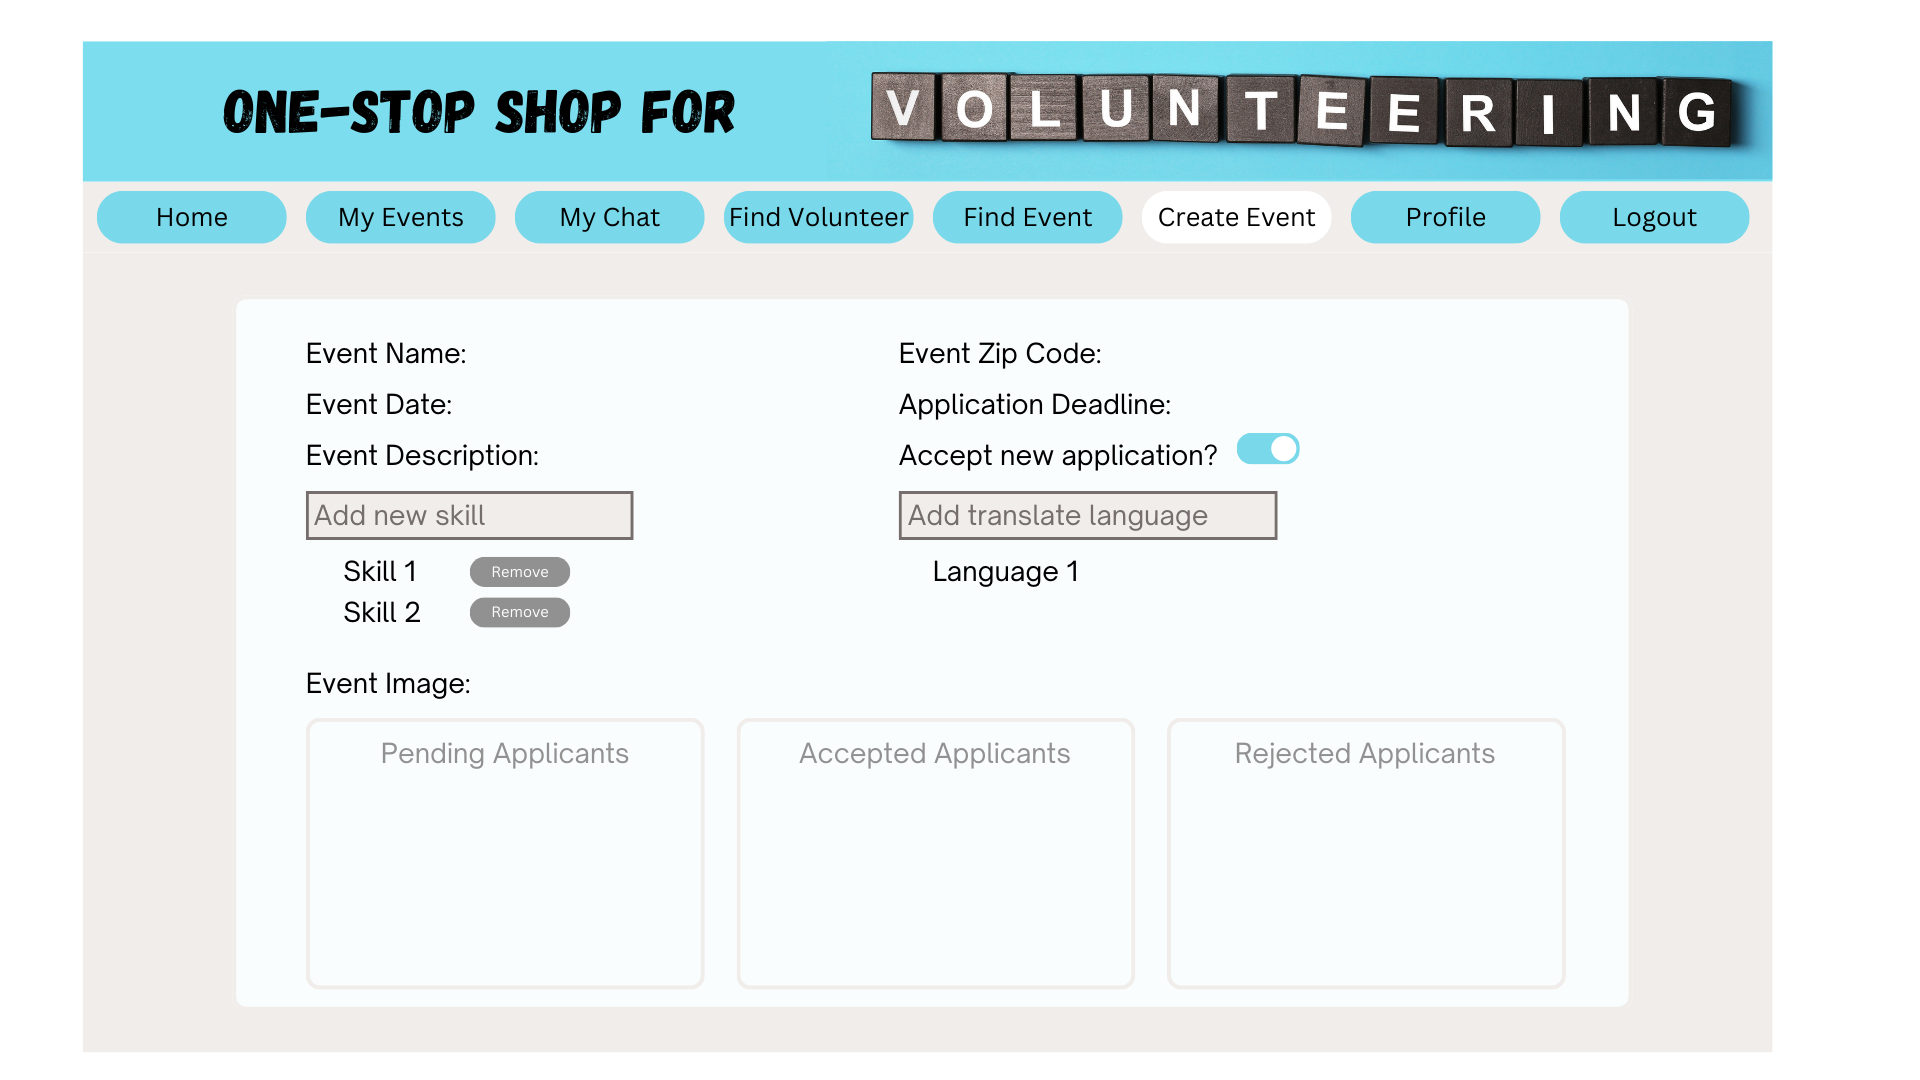 ONE-STOP SHOP FOR VOLUNTEERING
Home My Events My Chat Find Volunteer Find Event Create Event Profile Logout
Event Name: Event Zip Code:
Event Date: Application Deadline:
Event Description: Accept new application?
Add new skill Add translate language
Skill 1 Remove Language 1
Skill 2 Remove
Event Image:
Pending Applicants Accepted Applicants Rejected Applicants